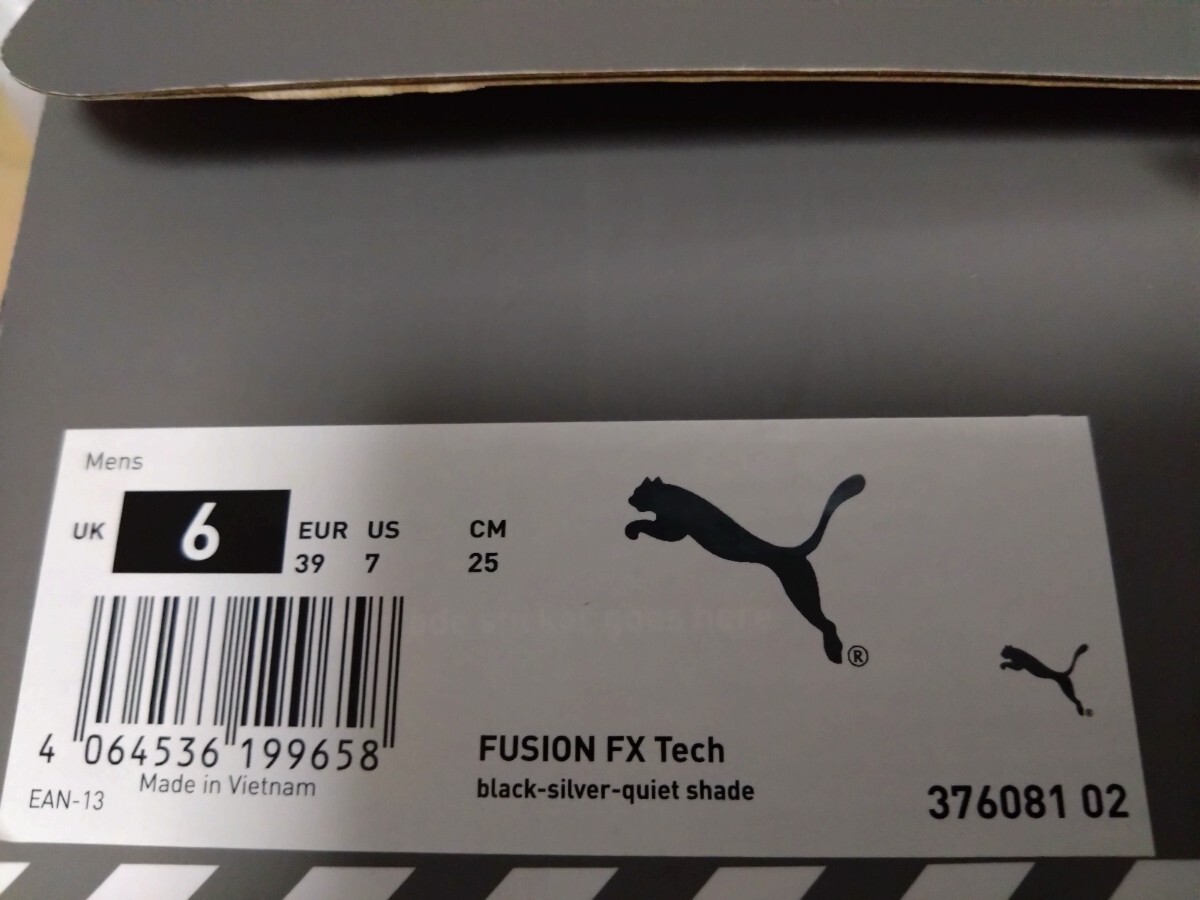 Mens
UK 6 EUR 39 US 7 CM 25
®
®
4 064536 199658
Made in Vietnam
EAN-13
FUSION FX Tech
black-silver-quiet shade
376081 02